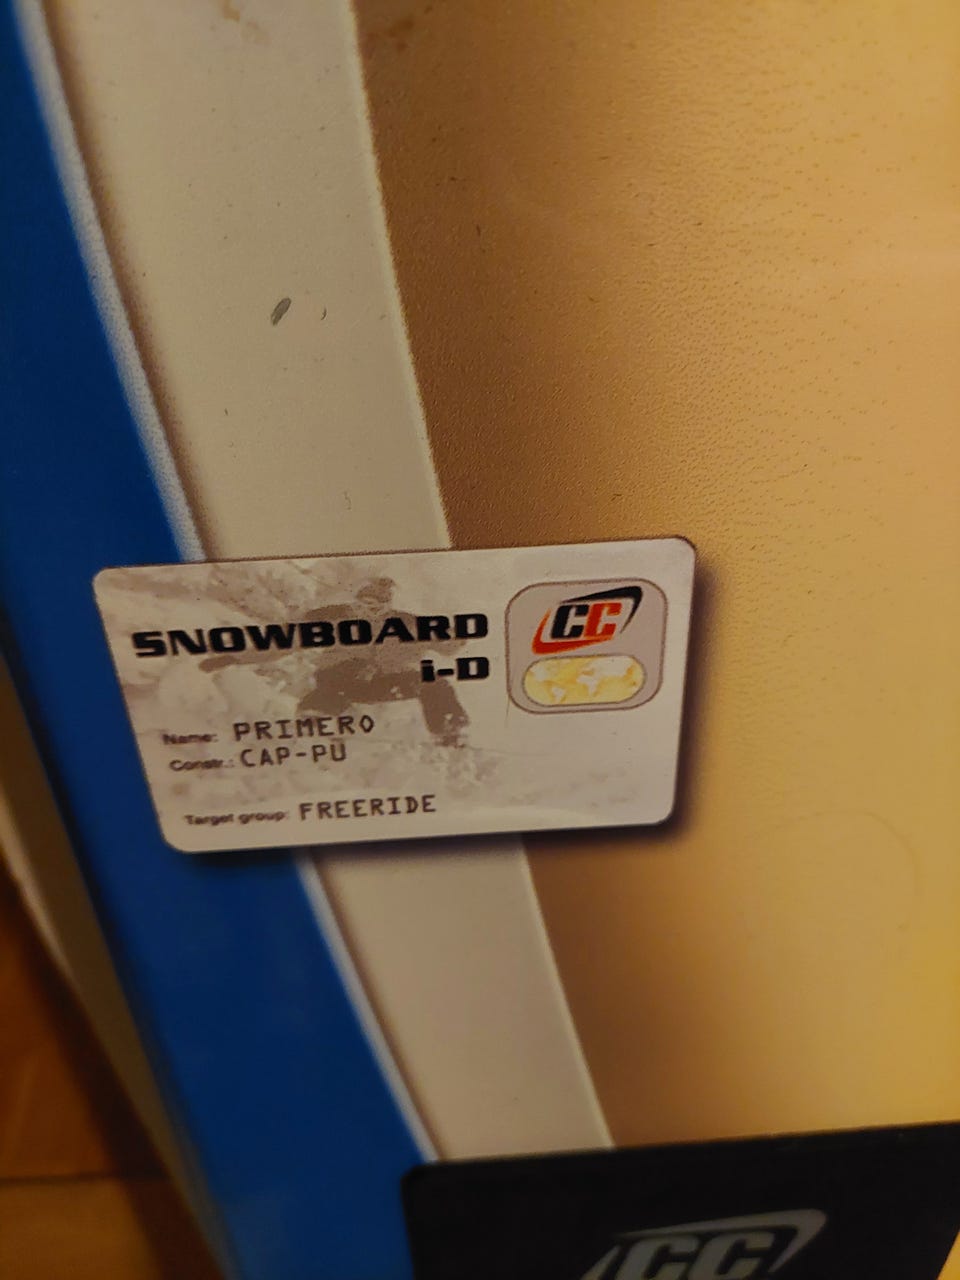 SNOWBOARD
i-D
CC
Name: PRIMERO
Constr.: CAP-PU
Target group: FREERIDE
CC